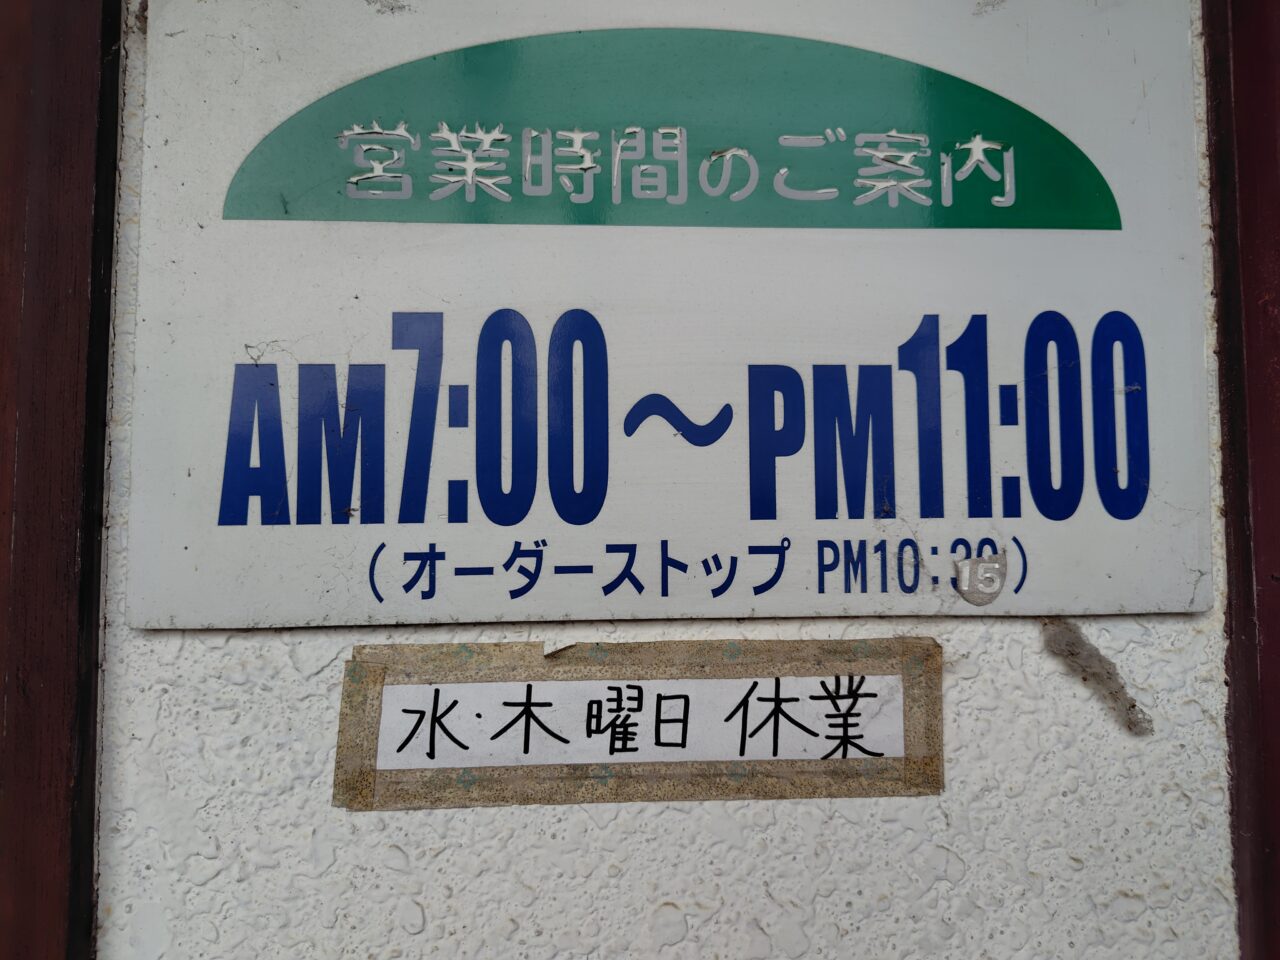 営業時間のご案内
AM7:00～PM11:00
(オーダーストップ PM10:30)
15
水・木曜日 休業